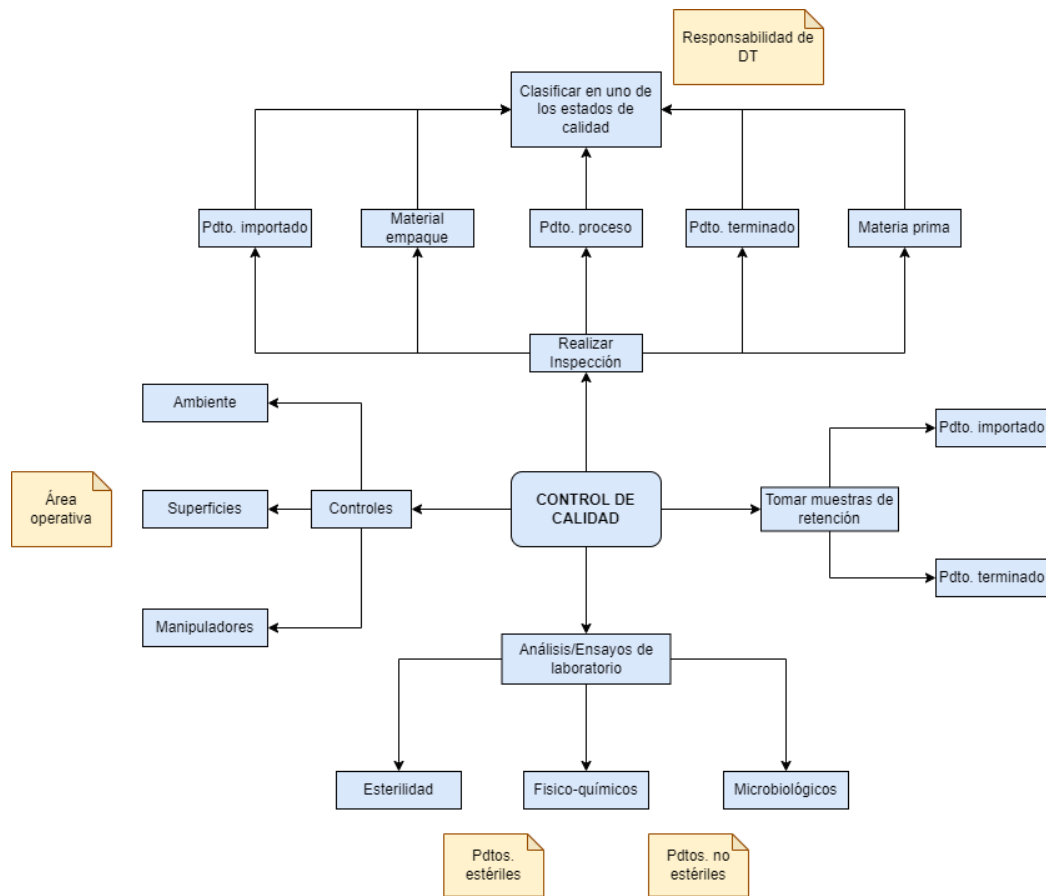 Responsabilidad de
DT
Clasificar en uno de
los estados de
calidad
Pdto. importado
Material
empaque
Pdto. proceso
Pdto. terminado
Materia prima
Realizar
Inspección
Ambiente
Pdto. importado
Área
operativa
Superficies
Controles
CONTROL DE
CALIDAD
Tomar muestras de
retención
Pdto. terminado
Manipuladores
Análisis/Ensayos de
laboratorio
Esterilidad
Fisico-químicos
Microbiológicos
Pdtos.
estériles
Pdtos. no
estériles